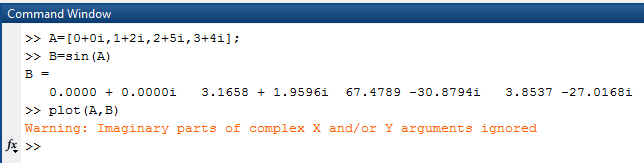 Command Window
>> A=[0+0i,1+2i,2+5i,3+4i];
>> B=sin(A)
B =
0.0000 + 0.0000i 3.1658 + 1.9596i 67.4789 -30.8794i 3.8537 -27.0168i
>> plot(A,B)
Warning: Imaginary parts of complex X and/or Y arguments ignored
fx >>